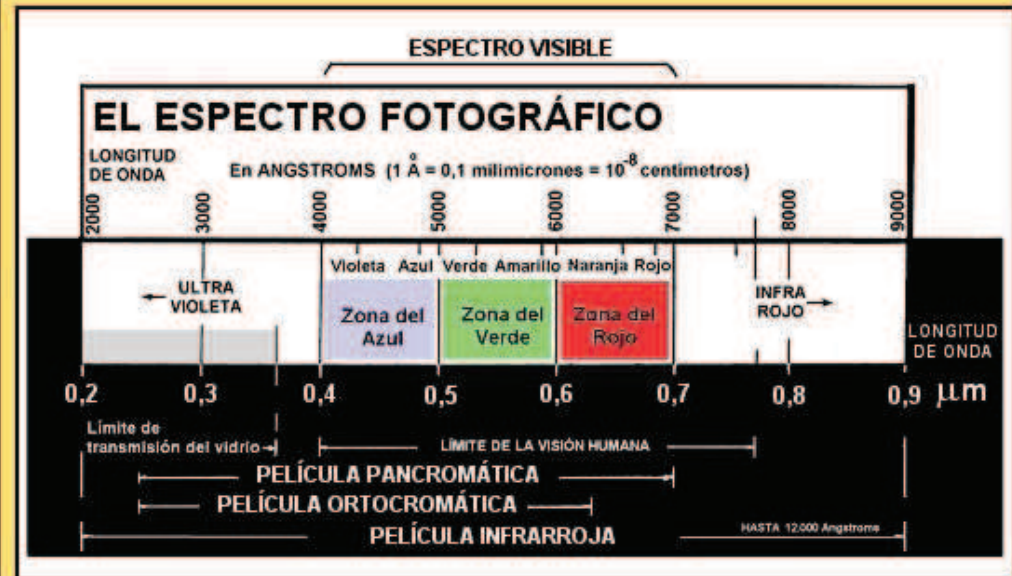 ESPECTRO VISIBLE
EL ESPECTRO FOTOGRÁFICO
LONGITUD
DE ONDA
En ANGSTROMS (1 Å = 0,1 milimicrones = 10⁻⁸ centímetros)
2000 3000 4000 5000 6000 7000 8000 9000
Violeta Azul Verde Amarillo Naranja Rojo
ULTRA
VIOLETA
Zona del
Azul
Zona del
Verde
Zona del
Rojo
INFRA
ROJO
LONGITUD
DE ONDA
0,2 0,3 0,4 0,5 0,6 0,7 0,8 0,9 μm
Límite de
transmisión del vidrio
LÍMITE DE LA VISIÓN HUMANA
PELÍCULA PANCROMÁTICA
PELÍCULA ORTOCROMÁTICA
PELÍCULA INFRARROJA
HASTA 12.000 Angstroms